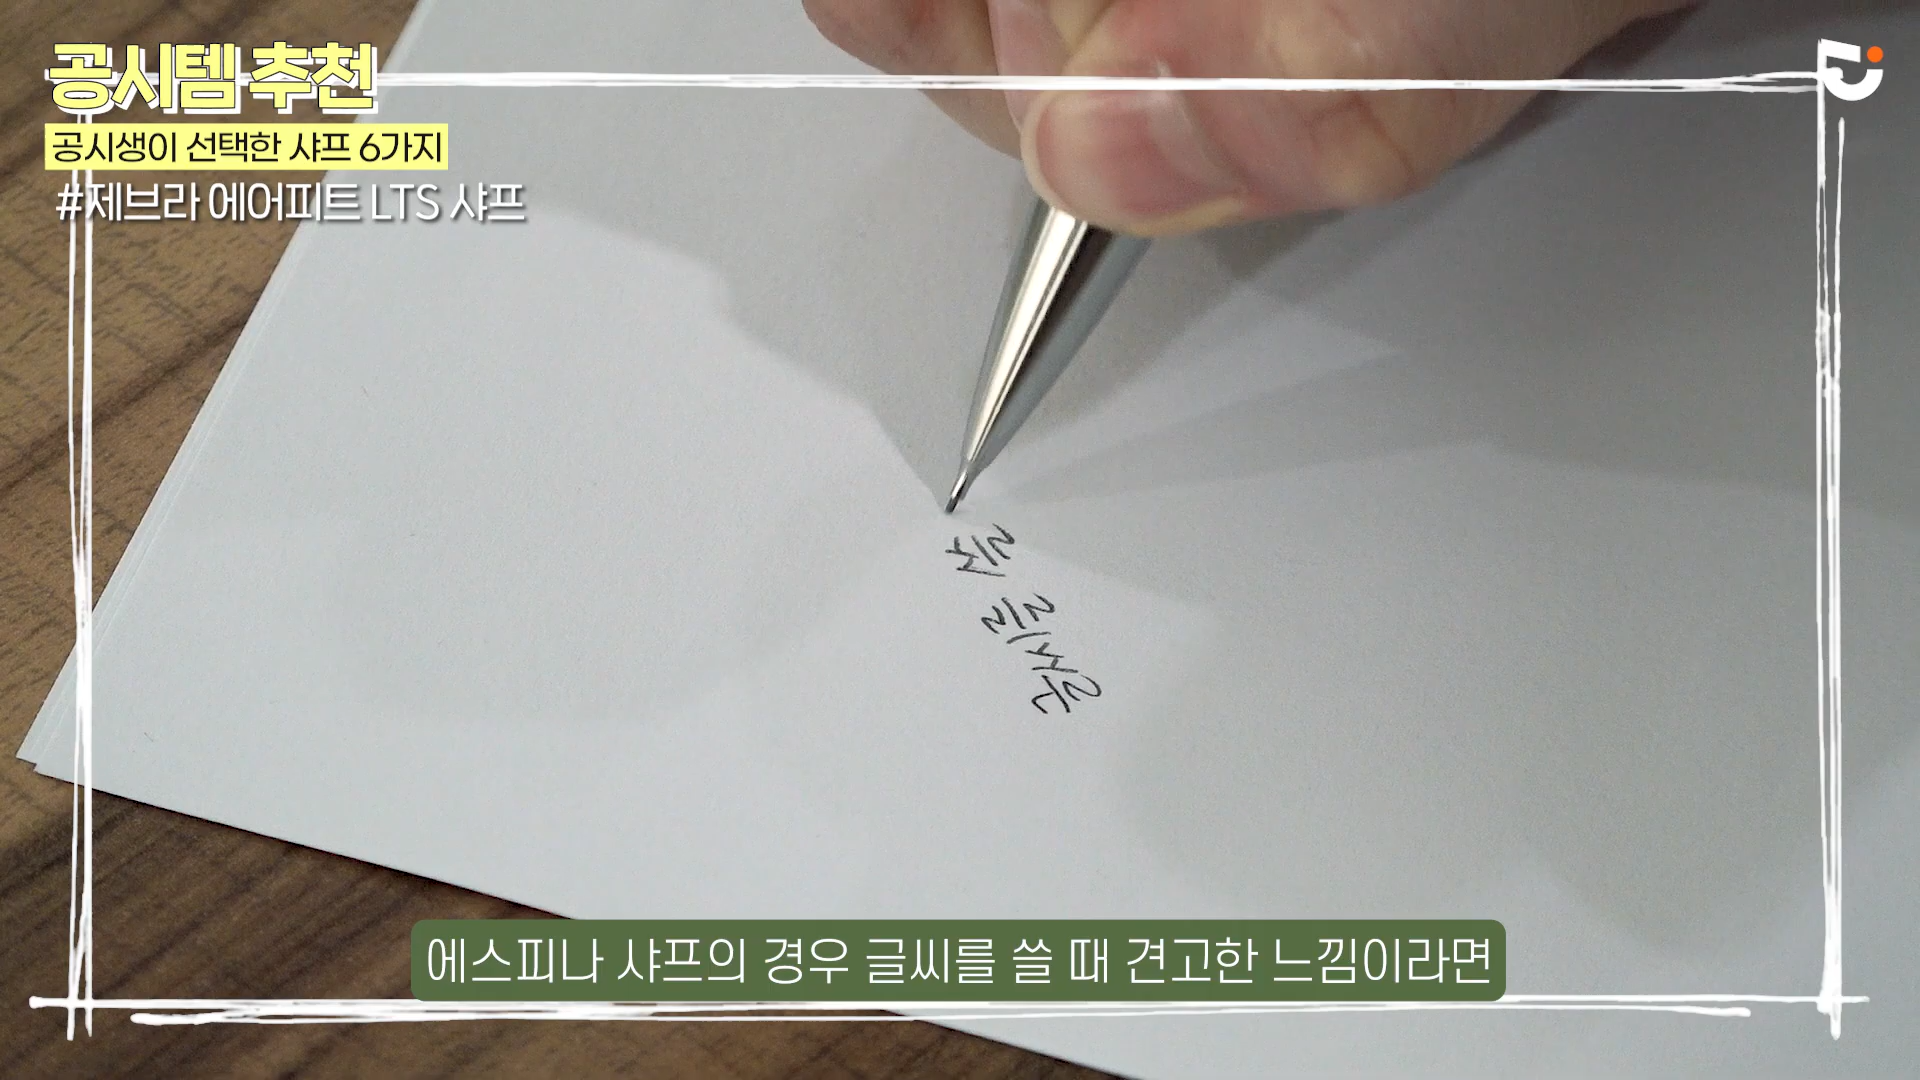 공시템 추천
공시생이 선택한 샤프 6가지
#제브라 에어피트 LTS 샤프
에스피나 샤프의 경우 글씨를 쓸 때 견고한 느낌이라면